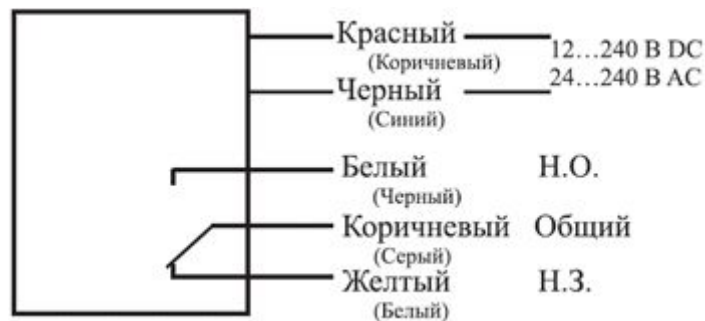 Красный
(Коричневый)
12...240 В DC
Черный
24...240 В AC
(Синий)
Белый Н.О.
(Черный)
Коричневый Общий
(Серый)
Желтый Н.З.
(Белый)